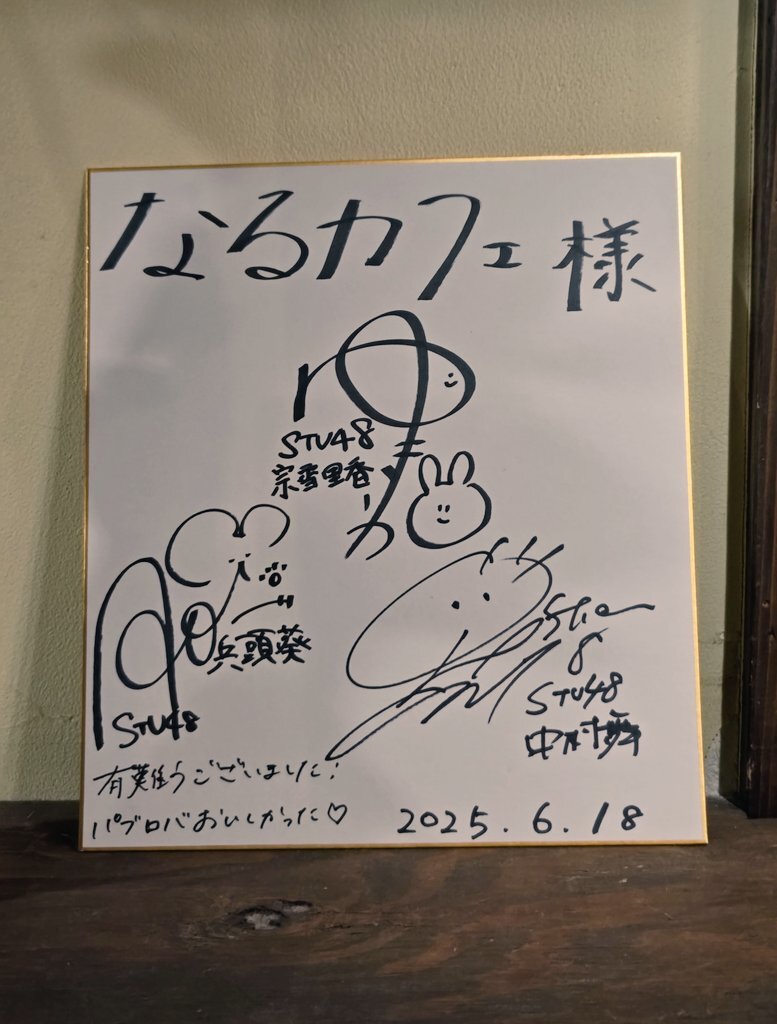 なるカフェ様
STU48
宗雪里香
兵頭葵
STU48
STU48
中村舞
有難うございました!
パブロバおいしかった♡
2025.6.18